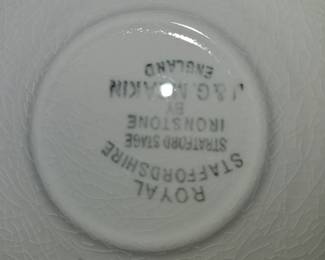 ROYAL
STAFFORDSHIRE
STRATFORD STAGE
IRONSTONE
BY
J.&G. MEAKIN
ENGLAND